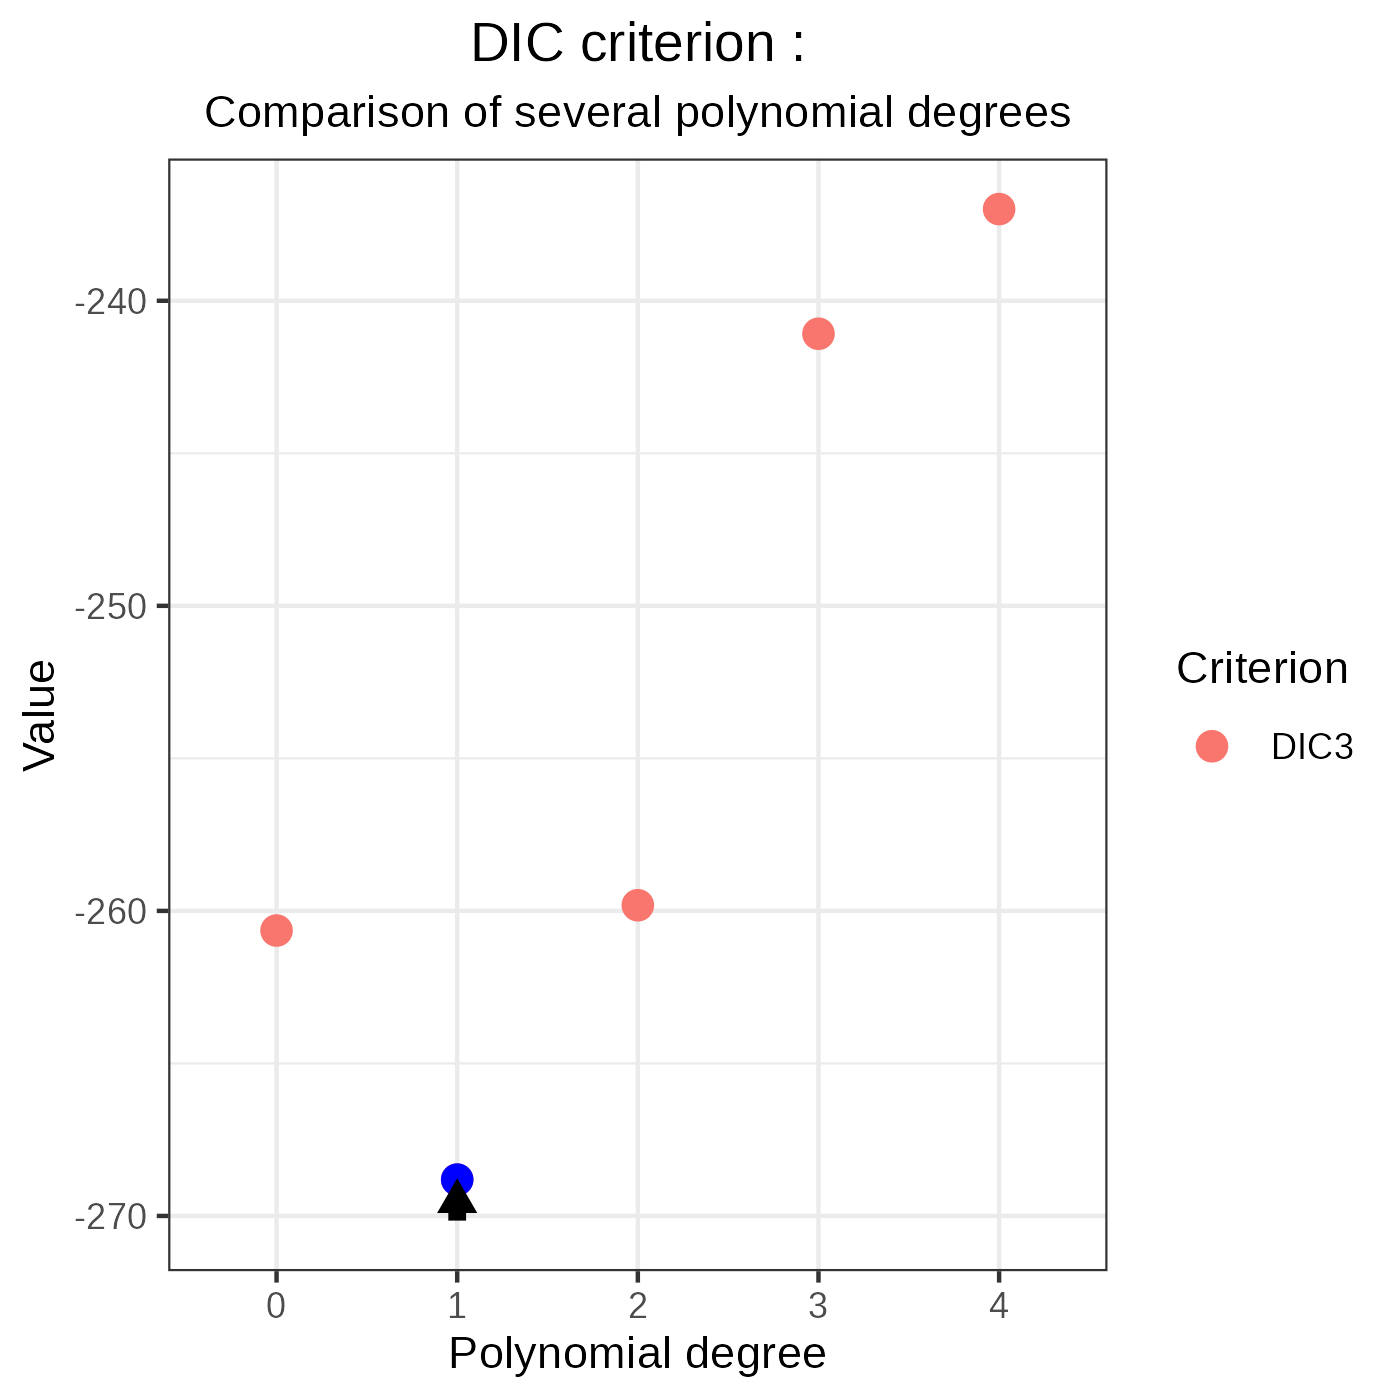 DIC criterion :
Comparison of several polynomial degrees
-240
-250
-260
-270
Value
0 1 2 3 4
Polynomial degree
Criterion
DIC3